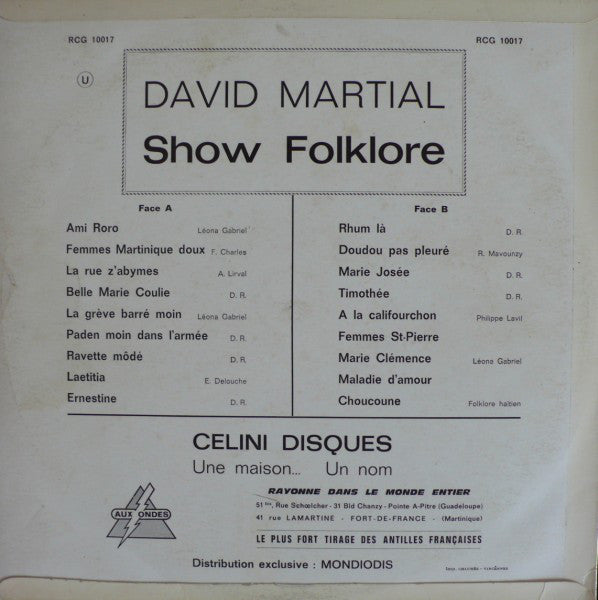 RCG 10017
RCG 10017
U
DAVID MARTIAL
Show Folklore
Face A
Ami Roro Léona Gabriel
Femmes Martinique doux F. Charles
La rue z'abymes A. Lirval
Belle Marie Coulie D. R.
La grève barré moin Léona Gabriel
Paden moin dans l'armée D. R.
Ravette môdé D. R.
Laetitia E. Delouche
Ernestine D. R.
Face B
Rhum là D. R.
Doudou pas pleuré R. Mavounzy
Marie Josée D. R.
Timothée D. R.
A la califourchon Philippe Lavil
Femmes St-Pierre
Marie Clémence Léona Gabriel
Maladie d'amour
Choucoune Folklore haïtien
CELINI DISQUES
Une maison... Un nom
AUX ONDES
RAYONNE DANS LE MONDE ENTIER
51 bis, Rue Schœlcher - 31 Bld Chanzy - Pointe A-Pitre (Guadeloupe)
41 rue LAMARTINE - FORT-DE-FRANCE - (Martinique)
LE PLUS FORT TIRAGE DES ANTILLES FRANÇAISES
Distribution exclusive : MONDIODIS